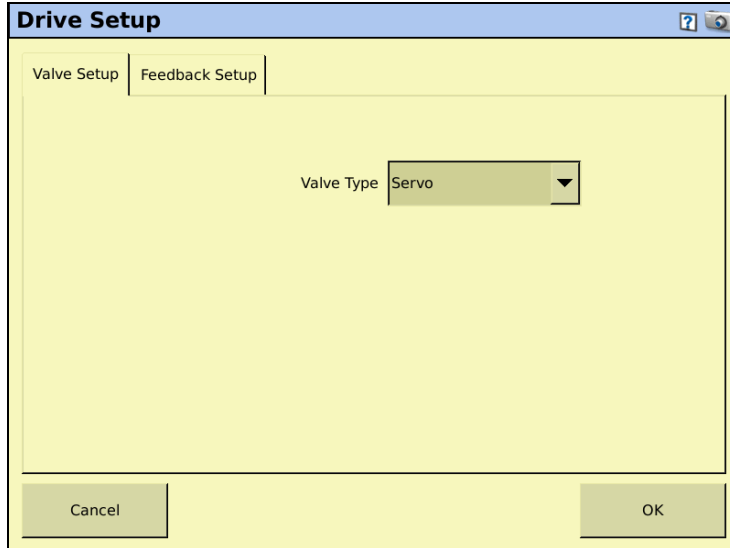 Drive Setup
?
Valve Setup
Feedback Setup
Valve Type
Servo
Cancel
OK